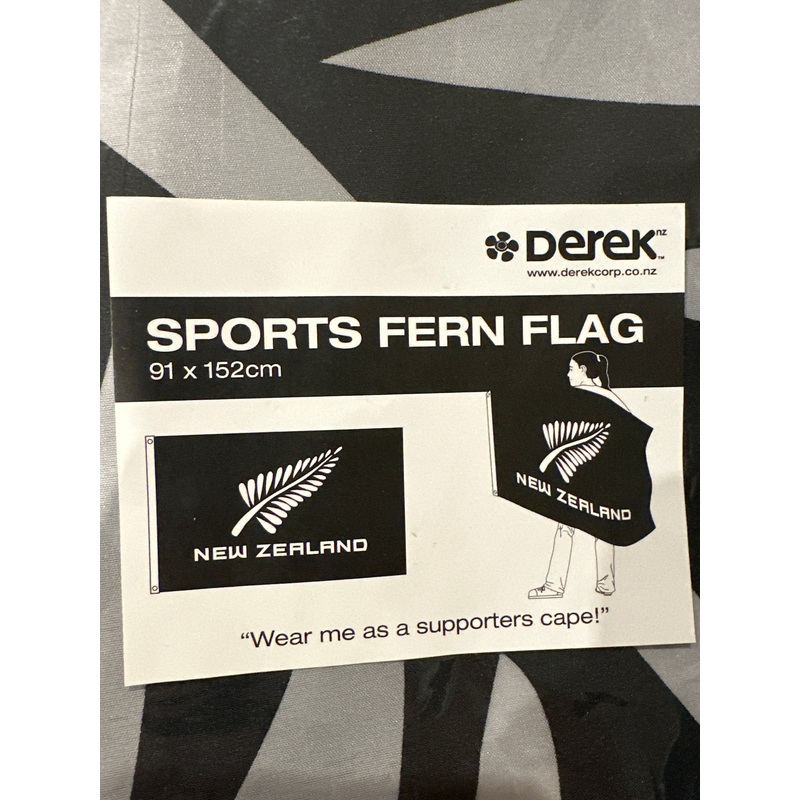 Derek nz ™
www.derekcorp.co.nz
SPORTS FERN FLAG
91 x 152cm
NEW ZEALAND
NEW ZEALAND
“Wear me as a supporters cape!”